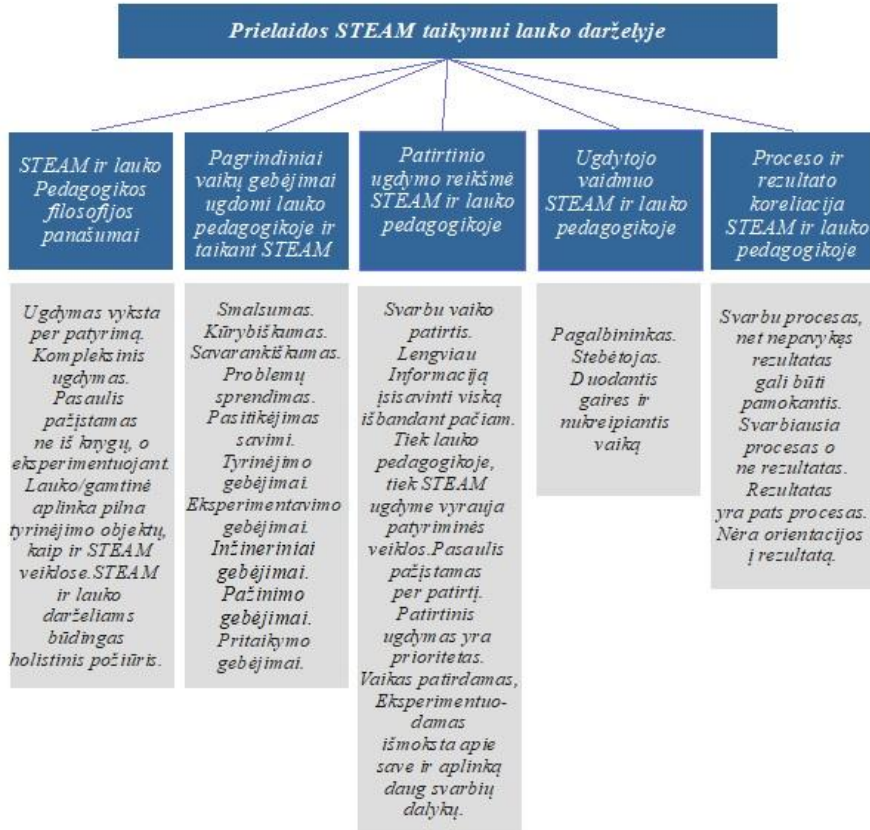 Prielaidos STEAM taikymui lauko darželyje
STEAM ir lauko
Pedagogikos
filosofijos
panašumai
Pagrindiniai
vaikų gebėjimai
ugdomi lauko
pedagogikoje ir
taikant STEAM
Patirtinio
ugdymo reikšmė
STEAM ir lauko
pedagogikoje
Ugdytojo
vaidmuo
STEAM ir lauko
pedagogikoje
Proceso ir
rezultato
koreliacija
STEAM ir lauko
pedagogikoje
Ugdymas vyksta
per patyrimą.
Kompleksinis
ugdymas.
Pasaulis
pažįstamas
ne iš knygų, o
eksperimentuojant.
Lauko/gamtinė
aplinka pilna
tyrinėjimo objektų,
kaip ir STEAM
veiklose.STEAM
ir lauko
darželiams
būdingas
holistinis požiūris.
Smalsumas.
Kūrybiškumas.
Savarankiškumas.
Problemų
sprendimas.
Pasitikėjimas
savimi.
Tyrinėjimo
gebėjimai.
Eksperimentavimo
gebėjimai.
Inžineriniai
gebėjimai.
Pažinimo
gebėjimai.
Pritaikymo
gebėjimai.
Svarbu vaiko
patirtis.
Lengviau
Informaciją
įsisavinti viską
išbandant pačiam.
Tiek lauko
pedagogikoje,
tiek STEAM
ugdyme vyrauja
patyriminės
veiklos.Pasaulis
pažįstamas
per patirtį.
Patirtinis
ugdymas yra
prioritetas.
Vaikas patirdamas,
Eksperimentuo-
damas
išmoksta apie
save ir aplinką
daug svarbių
dalykų.
Pagalbininkas.
Stebėtojas.
Duodantis
gaires ir
nukreipiantis
vaiką
Svarbu procesas,
net nepavykęs
rezultatas
gali būti
pamokantis.
Svarbiausia
procesas o
ne rezultatas.
Rezultatas
yra pats procesas.
Nėra orientacijos
į rezultatą.